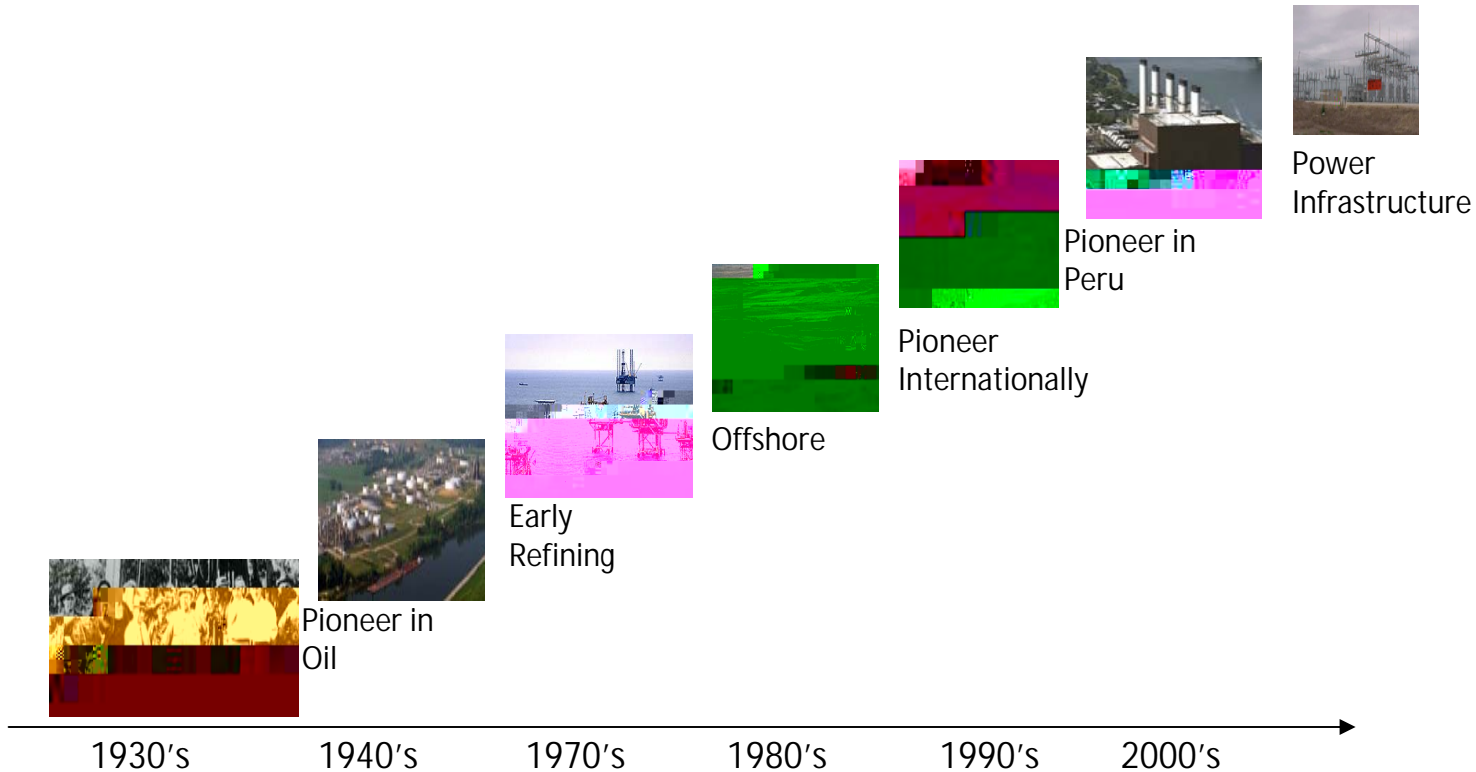 Power
Infrastructure
Pioneer in
Peru
Pioneer
Internationally
Offshore
Early
Refining
Pioneer in
Oil
1930's
1940's
1970's
1980's
1990's
2000's